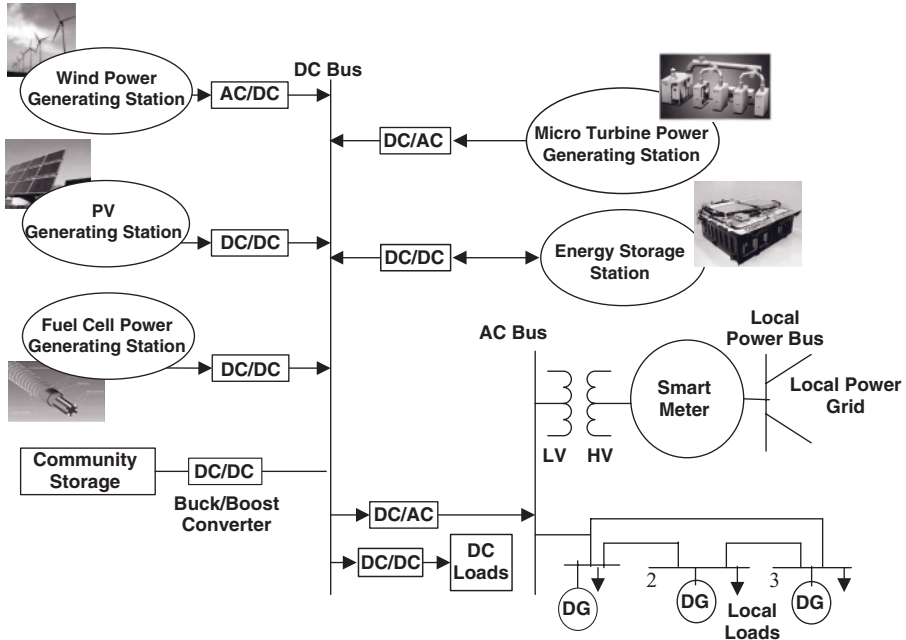 Wind Power
Generating Station
AC/DC
DC Bus
DC/AC
Micro Turbine Power
Generating Station
PV
Generating Station
DC/DC
DC/DC
Energy Storage
Station
Fuel Cell Power
Generating Station
DC/DC
AC Bus
LV
HV
Smart
Meter
Local
Power Bus
Local Power
Grid
Community
Storage
DC/DC
Buck/Boost
Converter
DC/AC
DC/DC
DC
Loads
DG
2
DG
Local
Loads
3
DG